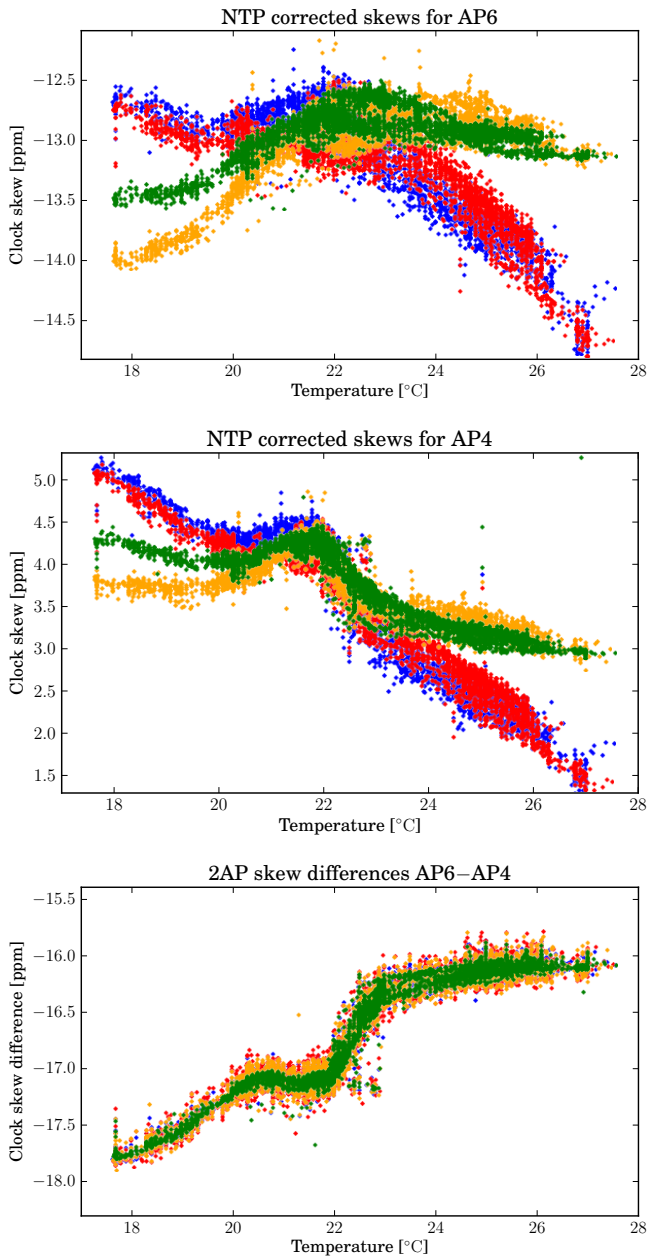 NTP corrected skews for AP6
Clock skew [ppm]
−12.5
−13.0
−13.5
−14.0
−14.5
18 20 22 24 26 28
Temperature [°C]
NTP corrected skews for AP4
Clock skew [ppm]
5.0
4.5
4.0
3.5
3.0
2.5
2.0
1.5
18 20 22 24 26 28
Temperature [°C]
2AP skew differences AP6−AP4
Clock skew difference [ppm]
−15.5
−16.0
−16.5
−17.0
−17.5
−18.0
18 20 22 24 26 28
Temperature [°C]